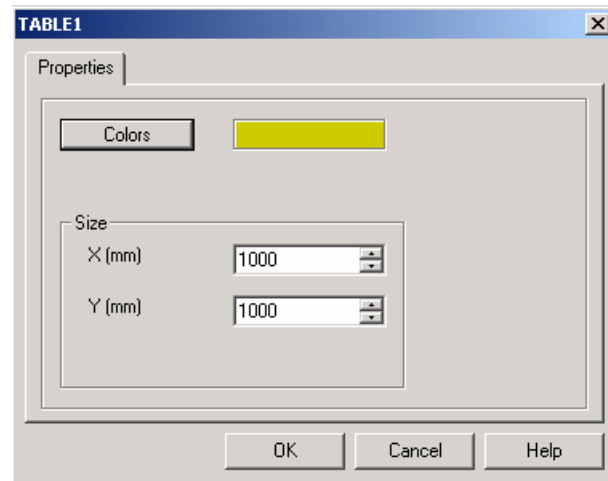 TABLE1
Properties
Colors
Size
X (mm)
1000
Y (mm)
1000
OK
Cancel
Help